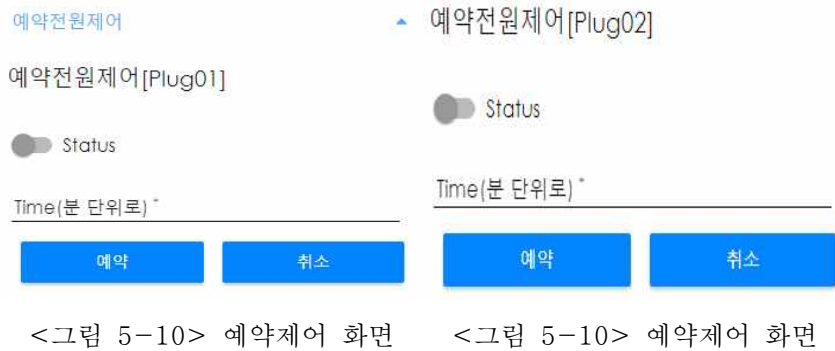 예약전원제어
예약전원제어[Plug01]
Status
Time(분 단위로) *
예약 취소
<그림 5-10> 예약제어 화면
예약전원제어[Plug02]
Status
Time(분 단위로) *
예약 취소
<그림 5-10> 예약제어 화면